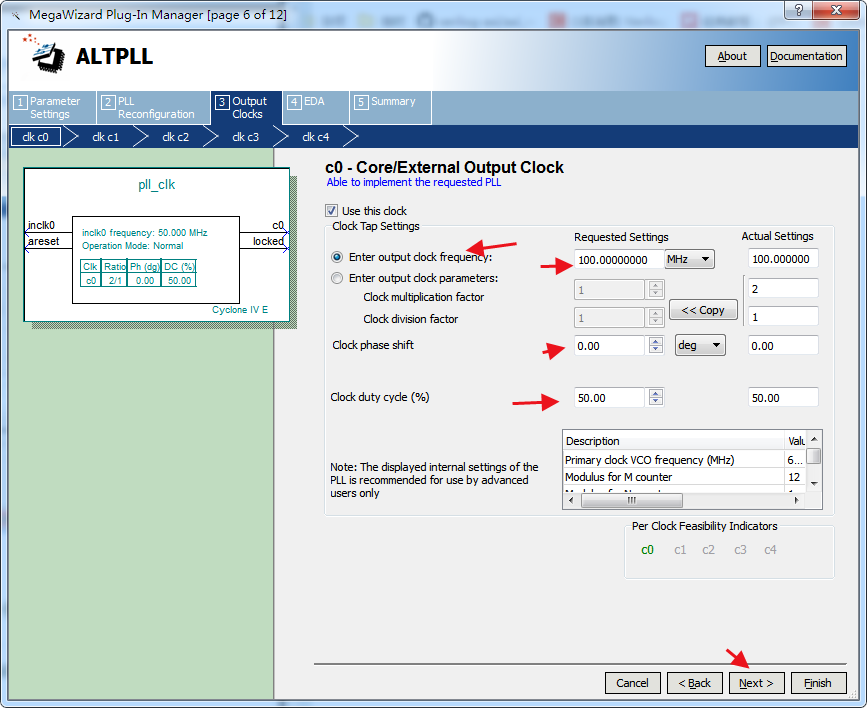 MegaWizard Plug-In Manager [page 6 of 12]
ALTPLL
About
Documentation
1 Parameter Settings
2 PLL Reconfiguration
3 Output Clocks
4 EDA
5 Summary
clk c0
clk c1
clk c2
clk c3
clk c4
pll_clk
inclk0
areset
c0
locked
inclk0 frequency: 50.000 MHz
Operation Mode: Normal
Clk Ratio Ph (dg) DC (%)
c0 2/1 0.00 50.00
Cyclone IV E
c0 - Core/External Output Clock
Able to implement the requested PLL
Use this clock
Clock Tap Settings
Requested Settings
Actual Settings
Enter output clock frequency:
100.00000000
MHz
100.000000
Enter output clock parameters:
Clock multiplication factor
1
2
<< Copy
Clock division factor
1
1
Clock phase shift
0.00
deg
0.00
Clock duty cycle (%)
50.00
50.00
Note: The displayed internal settings of the
PLL is recommended for use by advanced
users only
Description
Primary clock VCO frequency (MHz) 6...
Modulus for M counter 12
Per Clock Feasibility Indicators
c0 c1 c2 c3 c4
Cancel
< Back
Next >
Finish